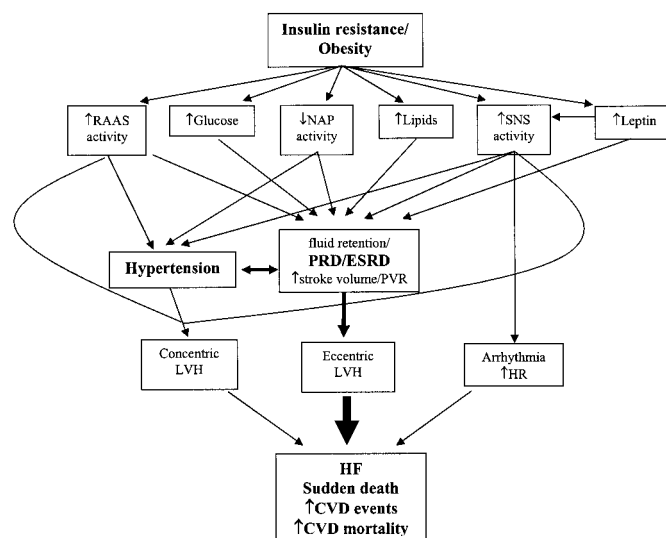 Insulin resistance/
Obesity
↑RAAS
activity
↑Glucose
↓NAP
activity
↑Lipids
↑SNS
activity
↑Leptin
Hypertension
fluid retention/
PRD/ESRD
↑stroke volume/PVR
Concentric
LVH
Eccentric
LVH
Arrhythmia
↑HR
HF
Sudden death
↑CVD events
↑CVD mortality